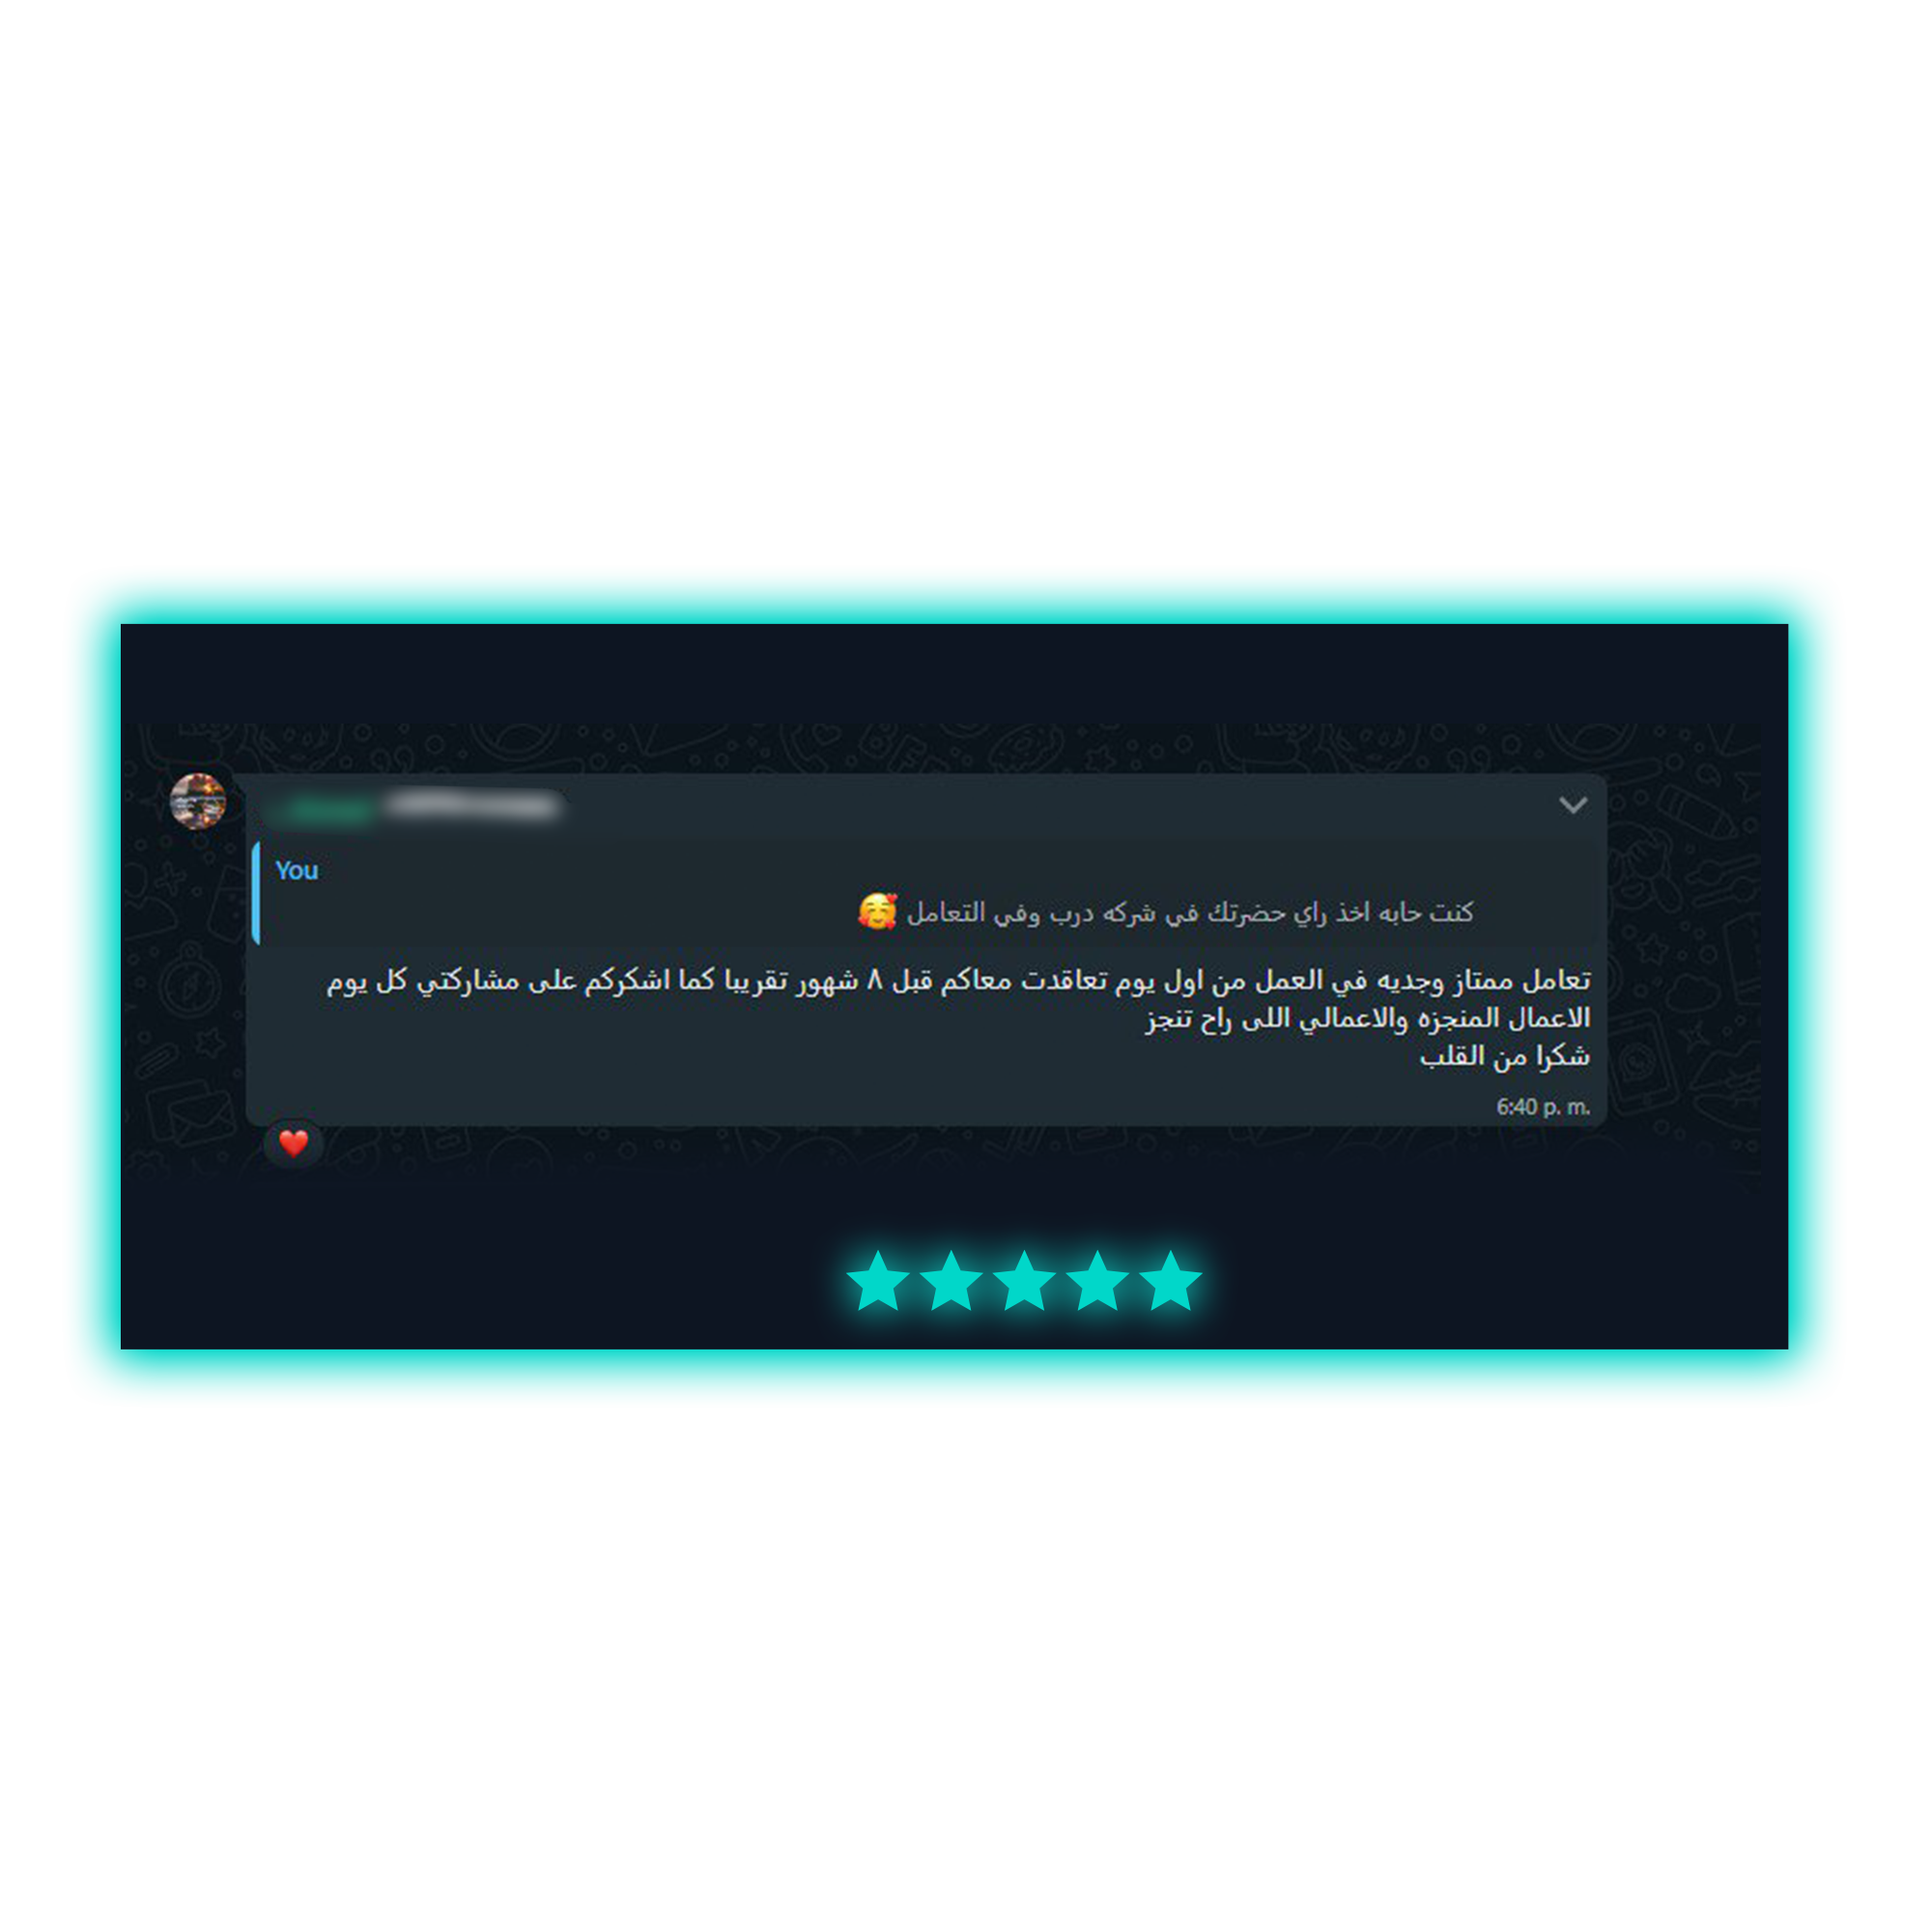 You
كنت حابه اخذ راي حضرتك في شركه درب وفي التعامل 🥰
تعامل ممتاز وجديه في العمل من اول يوم تعاقدت معاكم قبل ٨ شهور تقريبا كما اشكركم على مشاركتي كل يوم
الاعمال المنجزه والاعمالي اللى راح تنجز
شكرا من القلب
6:40 p. m.